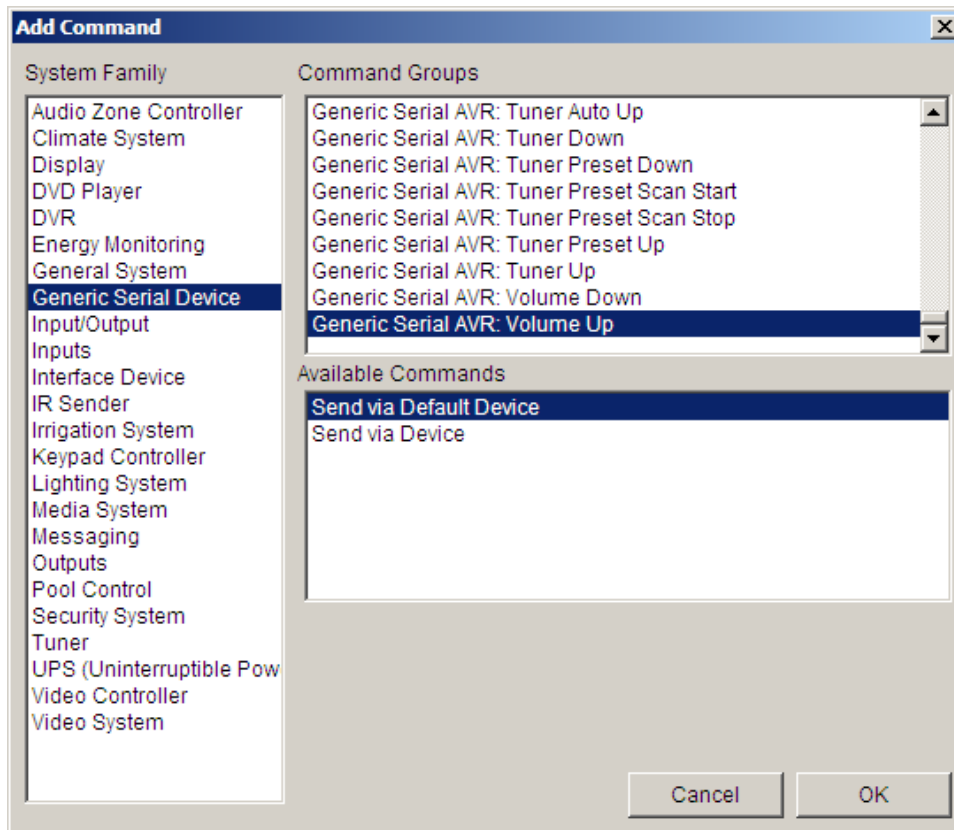 Add Command
System Family
Audio Zone Controller
Climate System
Display
DVD Player
DVR
Energy Monitoring
General System
Generic Serial Device
Input/Output
Inputs
Interface Device
IR Sender
Irrigation System
Keypad Controller
Lighting System
Media System
Messaging
Outputs
Pool Control
Security System
Tuner
UPS (Uninterruptible Pow
Video Controller
Video System
Command Groups
Generic Serial AVR: Tuner Auto Up
Generic Serial AVR: Tuner Down
Generic Serial AVR: Tuner Preset Down
Generic Serial AVR: Tuner Preset Scan Start
Generic Serial AVR: Tuner Preset Scan Stop
Generic Serial AVR: Tuner Preset Up
Generic Serial AVR: Tuner Up
Generic Serial AVR: Volume Down
Generic Serial AVR: Volume Up
Available Commands
Send via Default Device
Send via Device
Cancel
OK